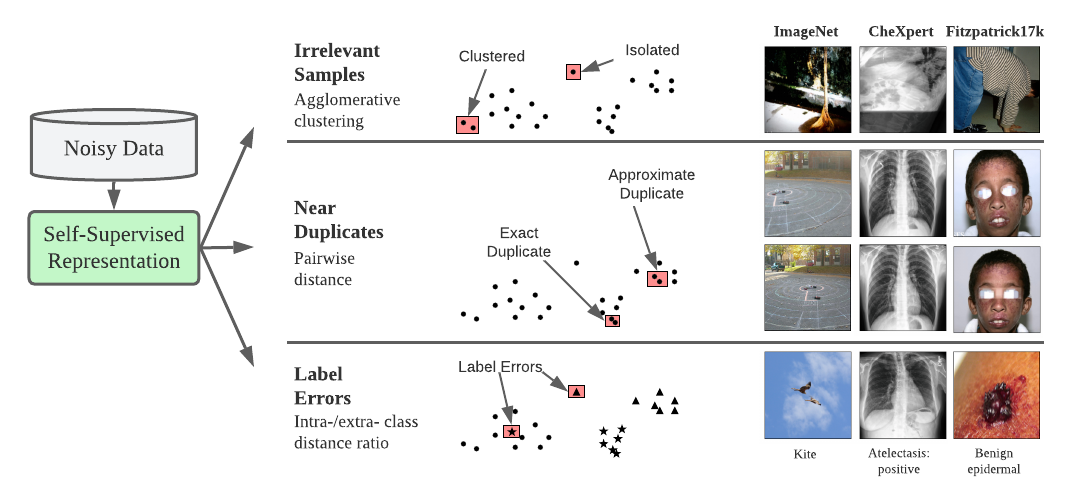 Noisy Data
Self-Supervised
Representation
Irrelevant
Samples
Agglomerative
clustering
Clustered
Isolated
ImageNet
CheXpert
Fitzpatrick17k
Near
Duplicates
Pairwise
distance
Exact
Duplicate
Approximate
Duplicate
Label
Errors
Intra-/extra- class
distance ratio
Label Errors
Kite
Atelectasis:
positive
Benign
epidermal